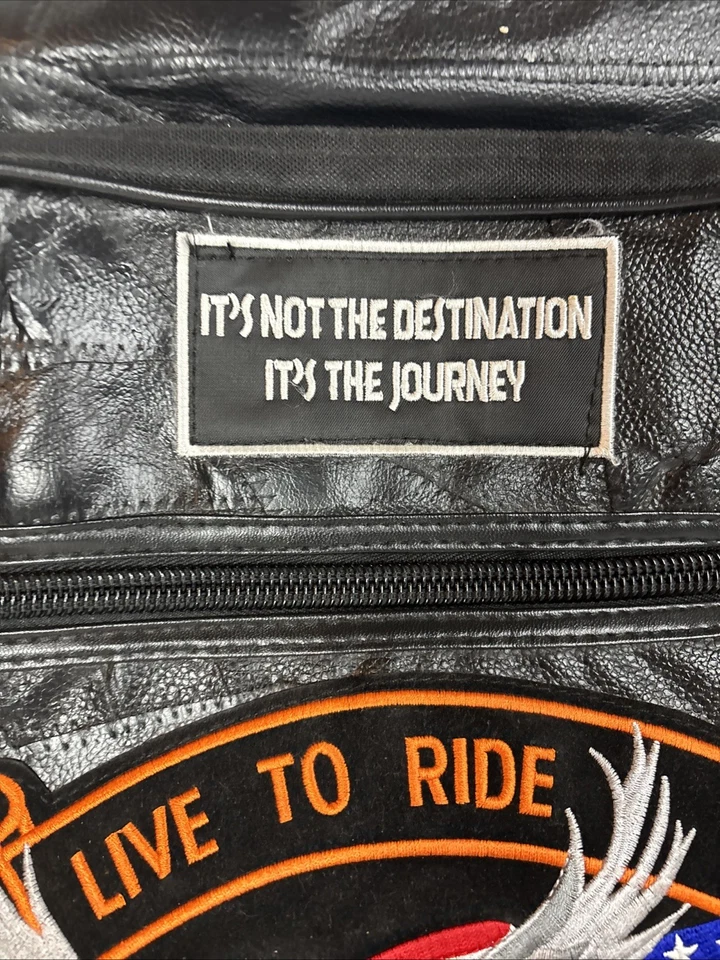 IT'S NOT THE DESTINATION
IT'S THE JOURNEY
LIVE TO RIDE